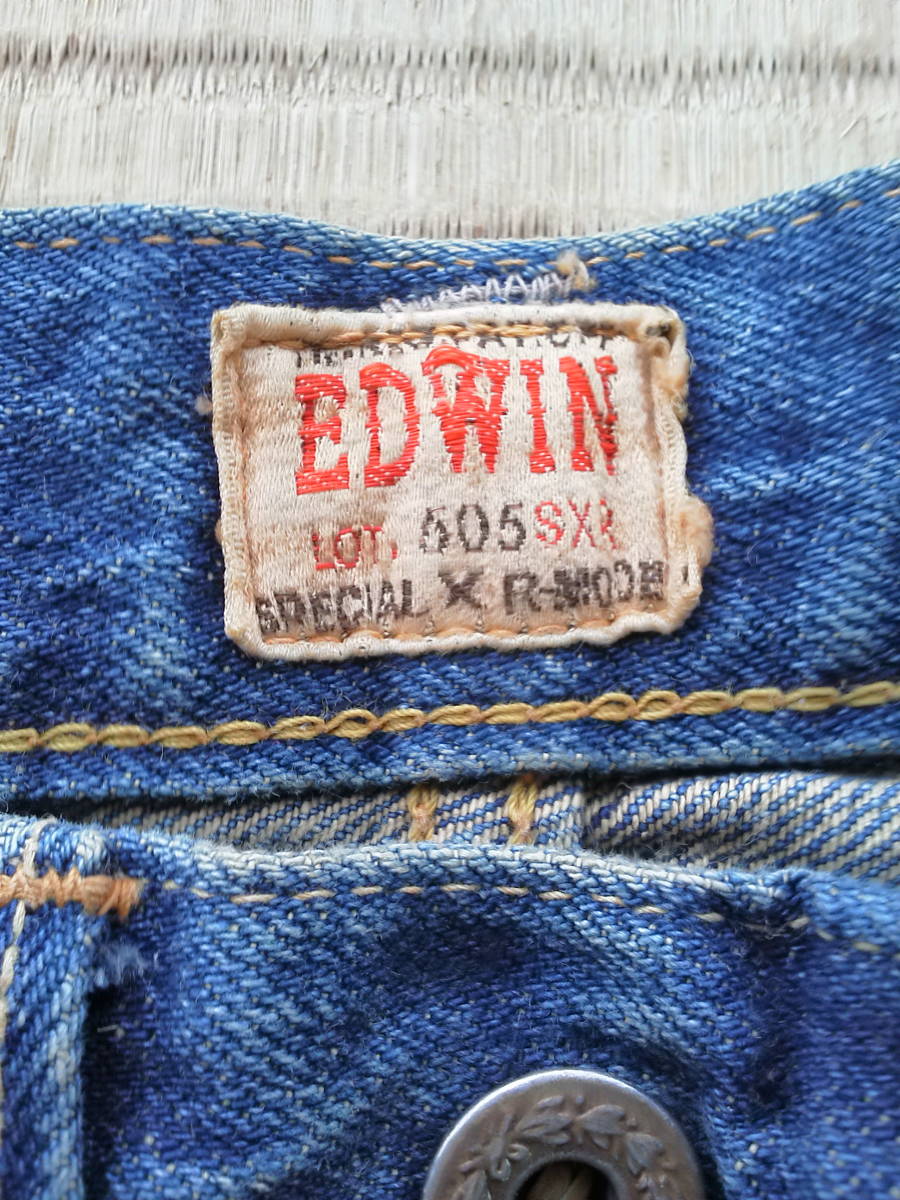 EDWIN
LOT. 505SXR
SPECIAL X R-MODE